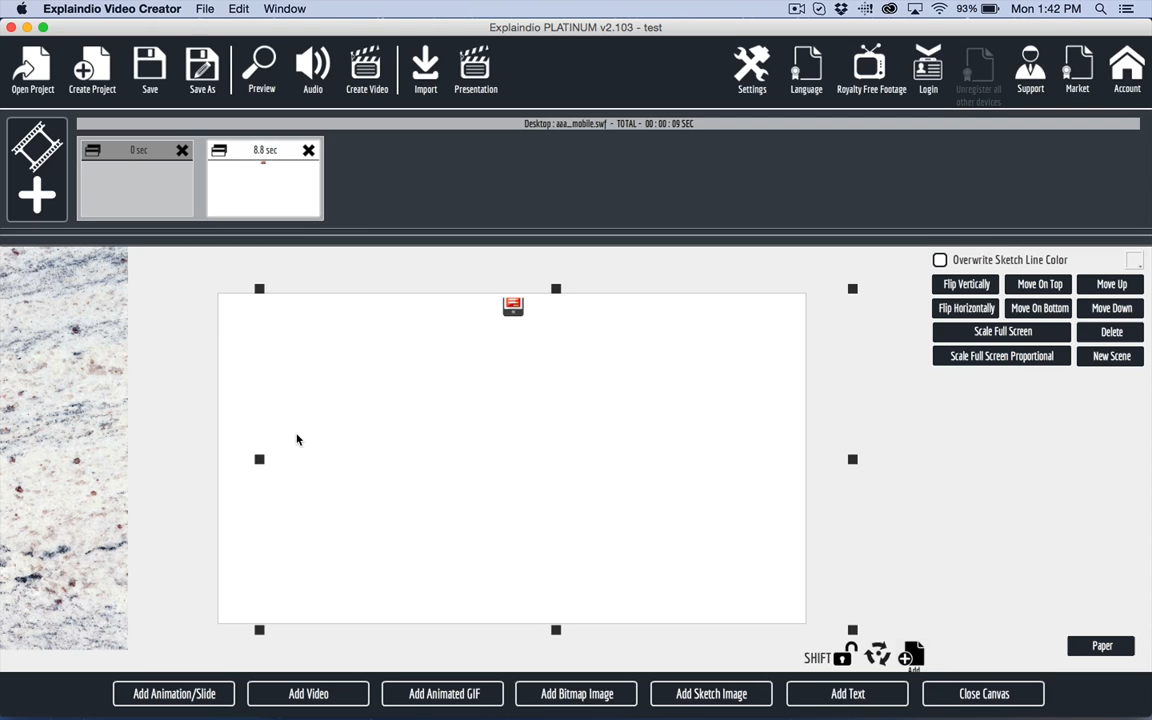 Explaindio Video Creator File Edit Window 93% Mon 1:42 PM
Explaindio PLATINUM v2.103 - test
Open Project Create Project Save Save As Preview Audio Create Video Import Presentation Settings Language Royalty Free Footage Login Unregister all other devices Support Market Account
Desktop : aaa_mobile.swf - TOTAL - 00 : 00 : 09 SEC
0 sec 8.8 sec
Overwrite Sketch Line Color
Flip Vertically Move On Top Move Up
Flip Horizontally Move On Bottom Move Down
Scale Full Screen Delete
Scale Full Screen Proportional New Scene
Paper
SHIFT
Add
Add Animation/Slide Add Video Add Animated GIF Add Bitmap Image Add Sketch Image Add Text Close Canvas